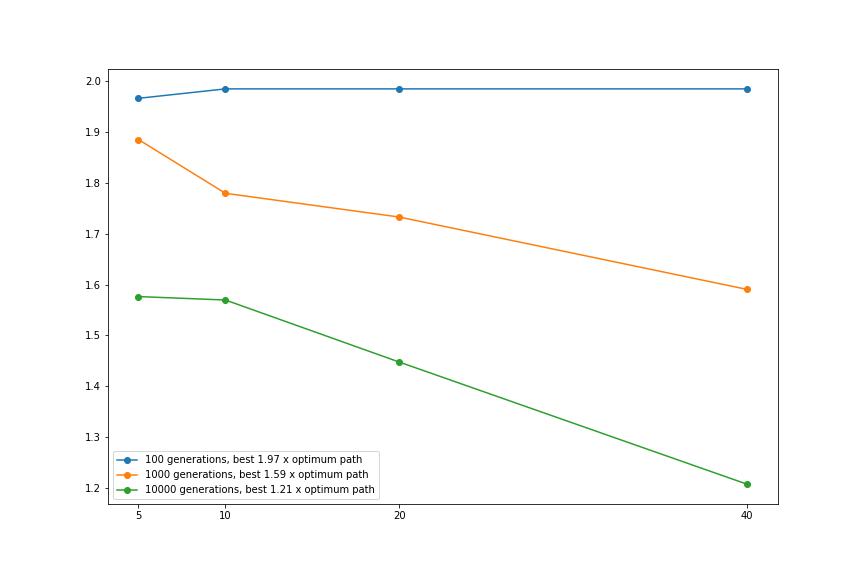 2.0
1.9
1.8
1.7
1.6
1.5
1.4
1.3
1.2
100 generations, best 1.97 x optimum path
1000 generations, best 1.59 x optimum path
10000 generations, best 1.21 x optimum path
5 10 20 40